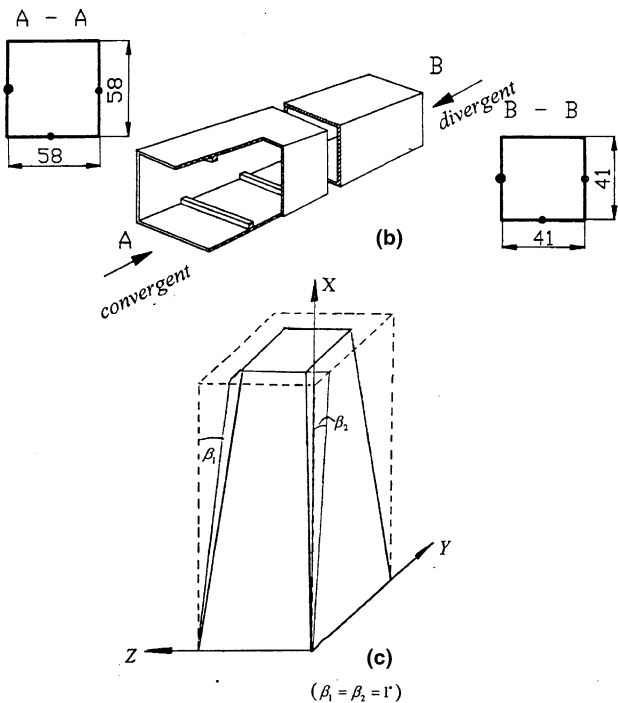 A - A
58
58
B
divergent
B - B
41
41
A
convergent
(b)
X
β₁
β₂
Y
Z
(c)
(β₁ = β₂ = 1°)